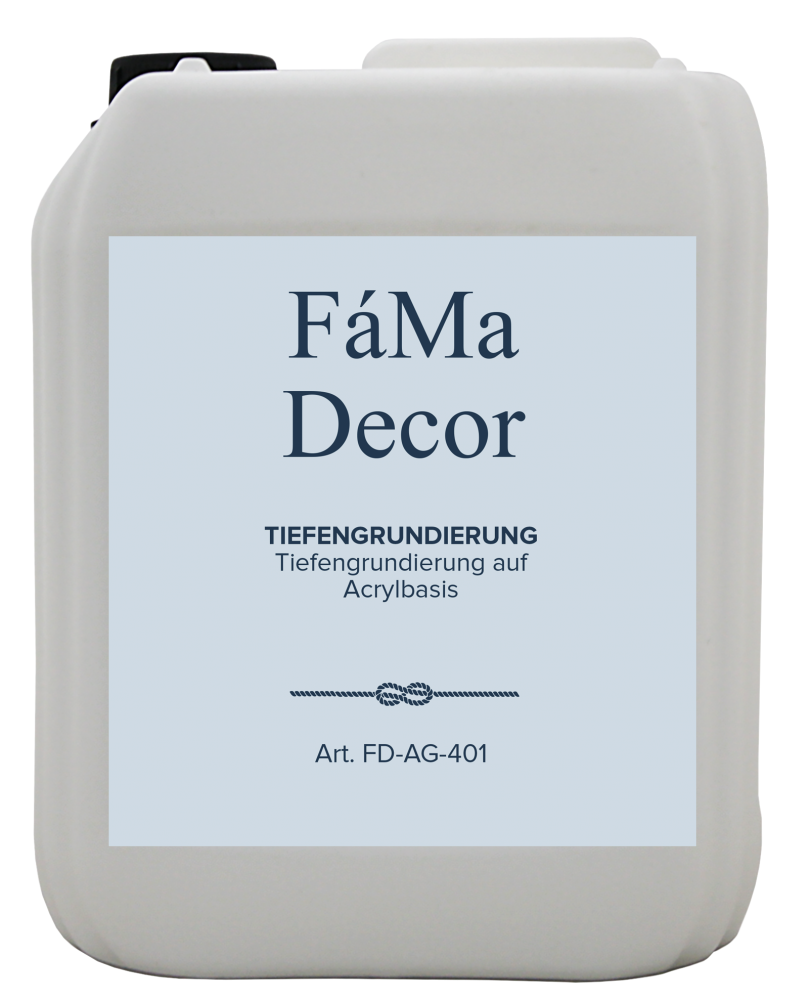 FáMa
Decor
TIEFENGRUNDIERUNG
Tiefengrundierung auf
Acrylbasis
Art. FD-AG-401